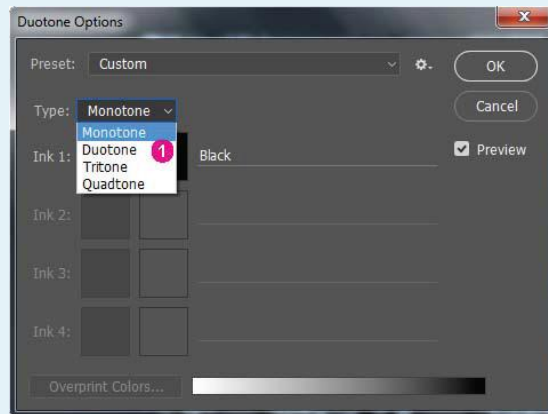 Duotone Options
Preset: Custom OK
Type: Monotone Cancel
Monotone
Duotone 1
Tritone
Quadtone
Preview
Ink 1: Black
Ink 2:
Ink 3:
Ink 4:
Overprint Colors...